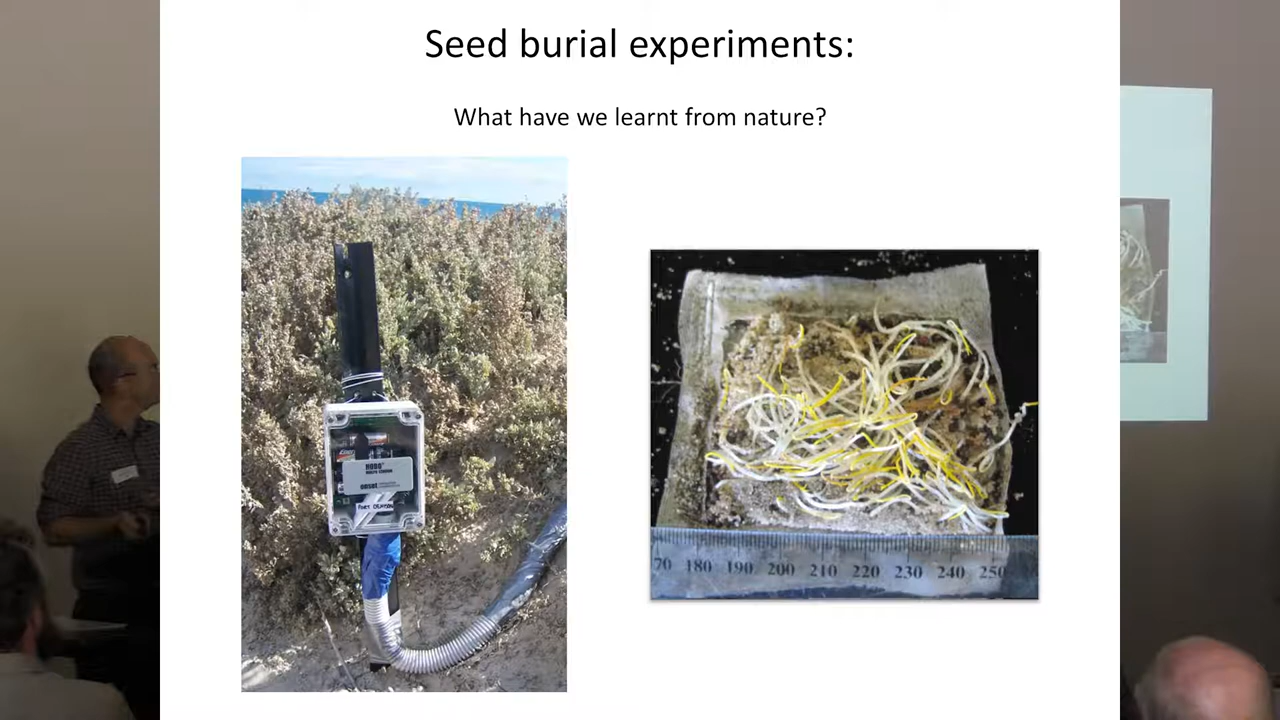 Seed burial experiments:
What have we learnt from nature?
HOBO
onset
70 180 190 200 210 220 230 240 250